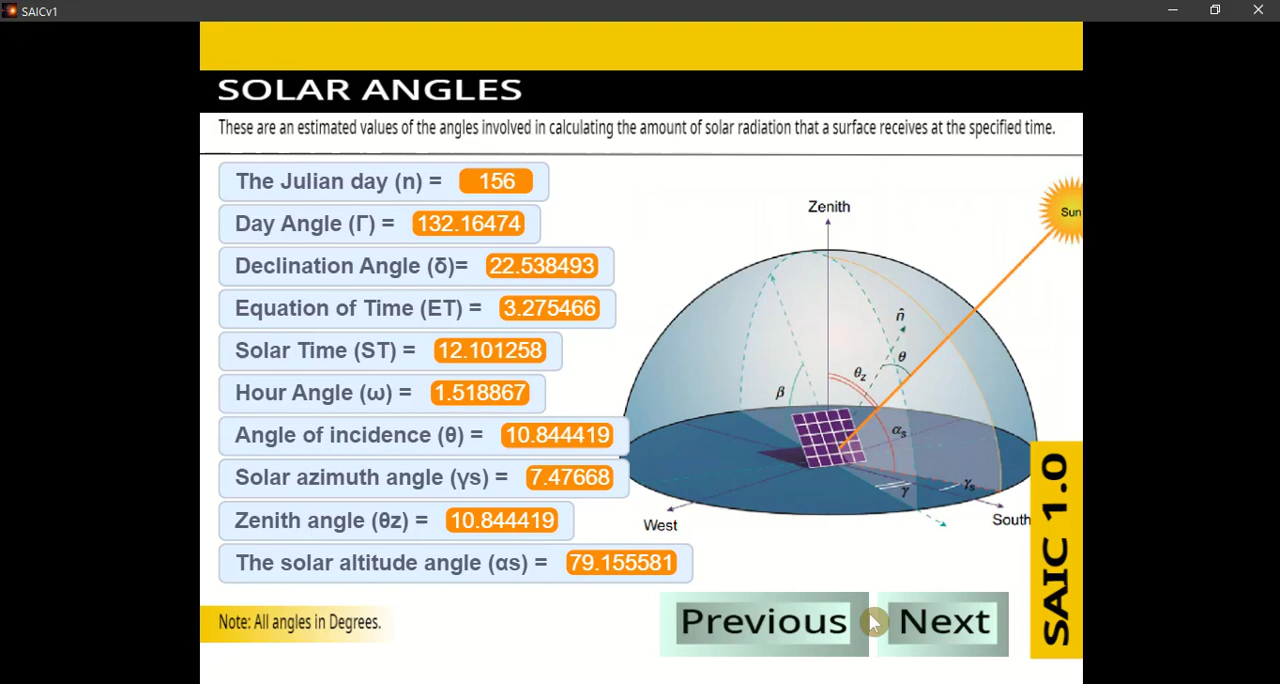 SAICv1
SOLAR ANGLES
These are an estimated values of the angles involved in calculating the amount of solar radiation that a surface receives at the specified time.
The Julian day (n) = 156
Day Angle (Γ) = 132.16474
Declination Angle (δ)= 22.538493
Equation of Time (ET) = 3.275466
Solar Time (ST) = 12.101258
Hour Angle (ω) = 1.518867
Angle of incidence (θ) = 10.844419
Solar azimuth angle (γs) = 7.47668
Zenith angle (θz) = 10.844419
The solar altitude angle (αs) = 79.155581
Zenith
Sun
n̂
θ
θz
β
αs
γ
γs
West
South
SAIC 1.0
Note: All angles in Degrees.
Previous
Next